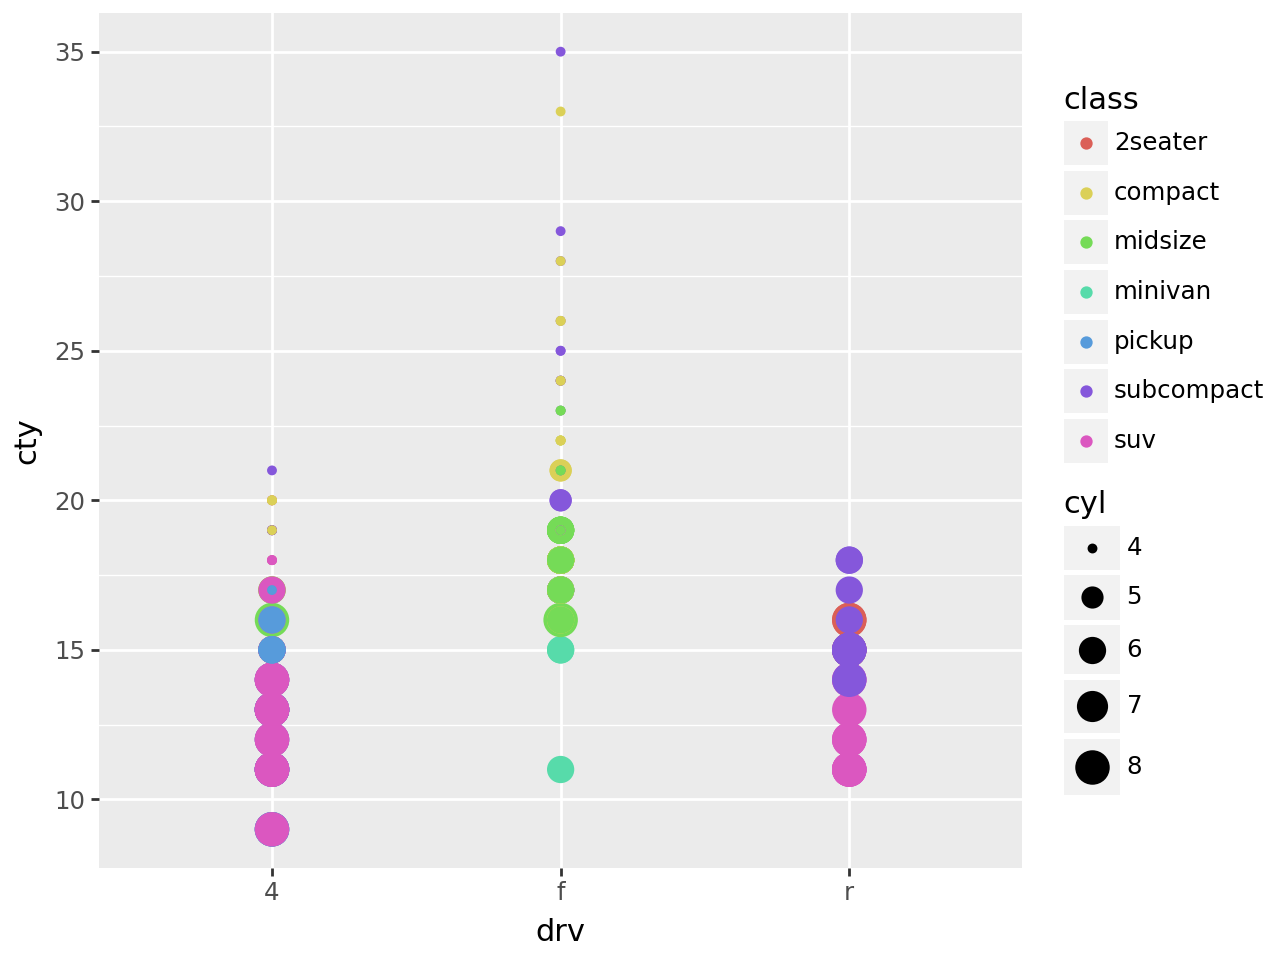 35
30
25
20
15
10
cty
4
f
r
drv
class
2seater
compact
midsize
minivan
pickup
subcompact
suv
cyl
4
5
6
7
8